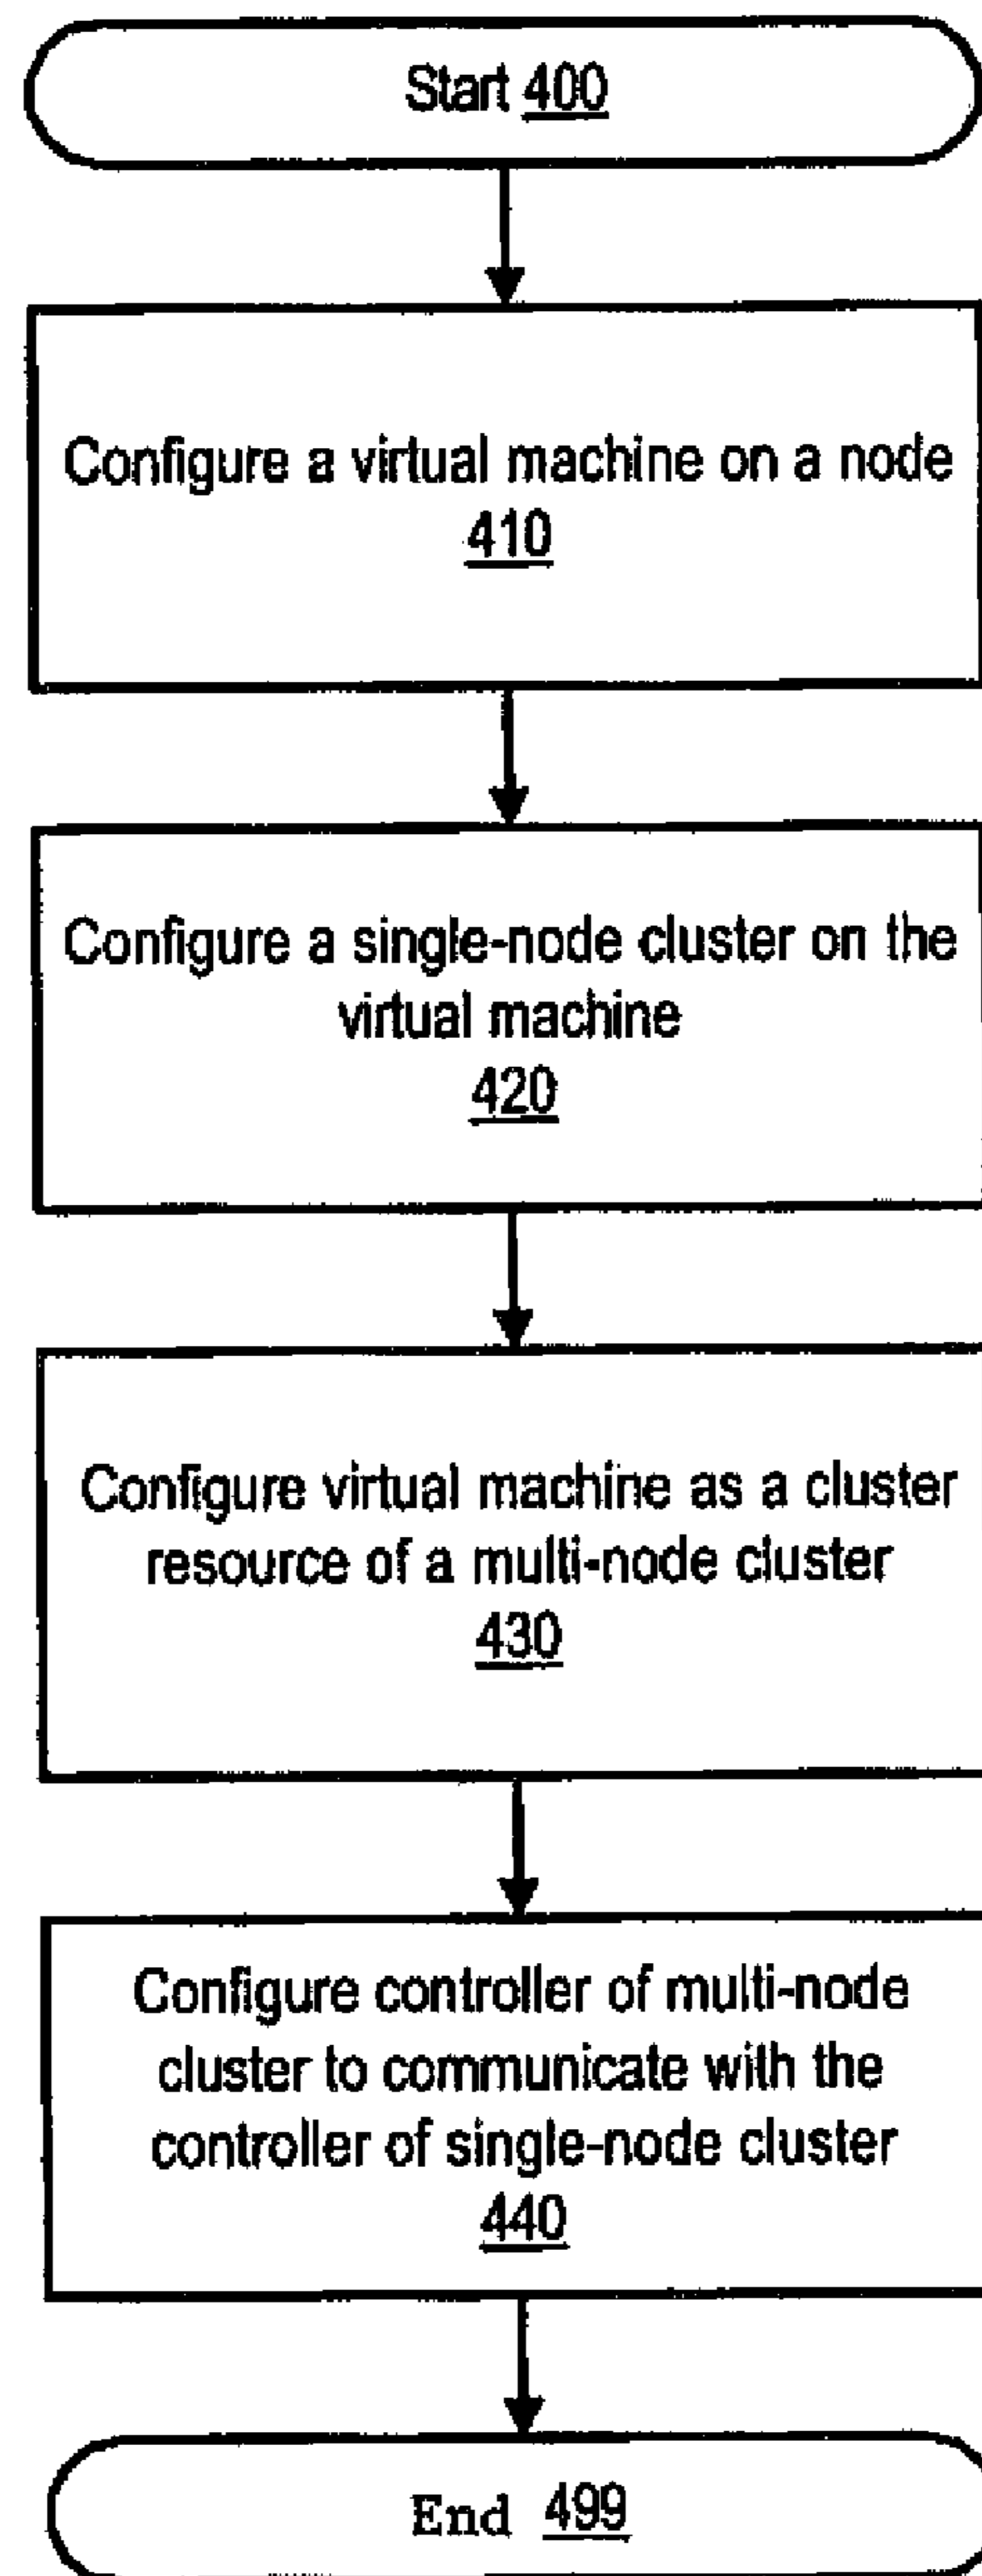 Start 400
Configure a virtual machine on a node
410
Configure a single-node cluster on the
virtual machine
420
Configure virtual machine as a cluster
resource of a multi-node cluster
430
Configure controller of multi-node
cluster to communicate with the
controller of single-node cluster
440
End 499